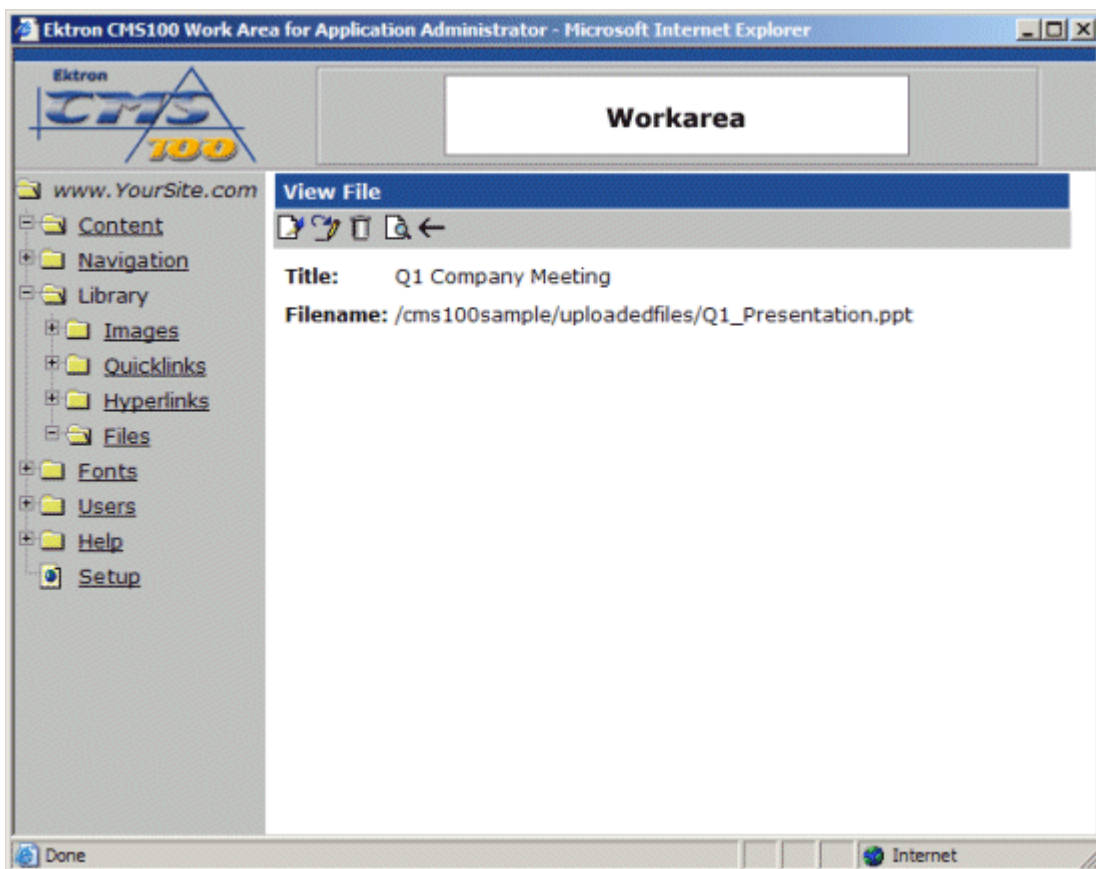 Ektron CMS100 Work Area for Application Administrator - Microsoft Internet Explorer
Ektron
CMS
100
Workarea
www.YourSite.com
Content
Navigation
Library
Images
Quicklinks
Hyperlinks
Files
Fonts
Users
Help
Setup
View File
Title: Q1 Company Meeting
Filename: /cms100sample/uploadedfiles/Q1_Presentation.ppt
Done
Internet